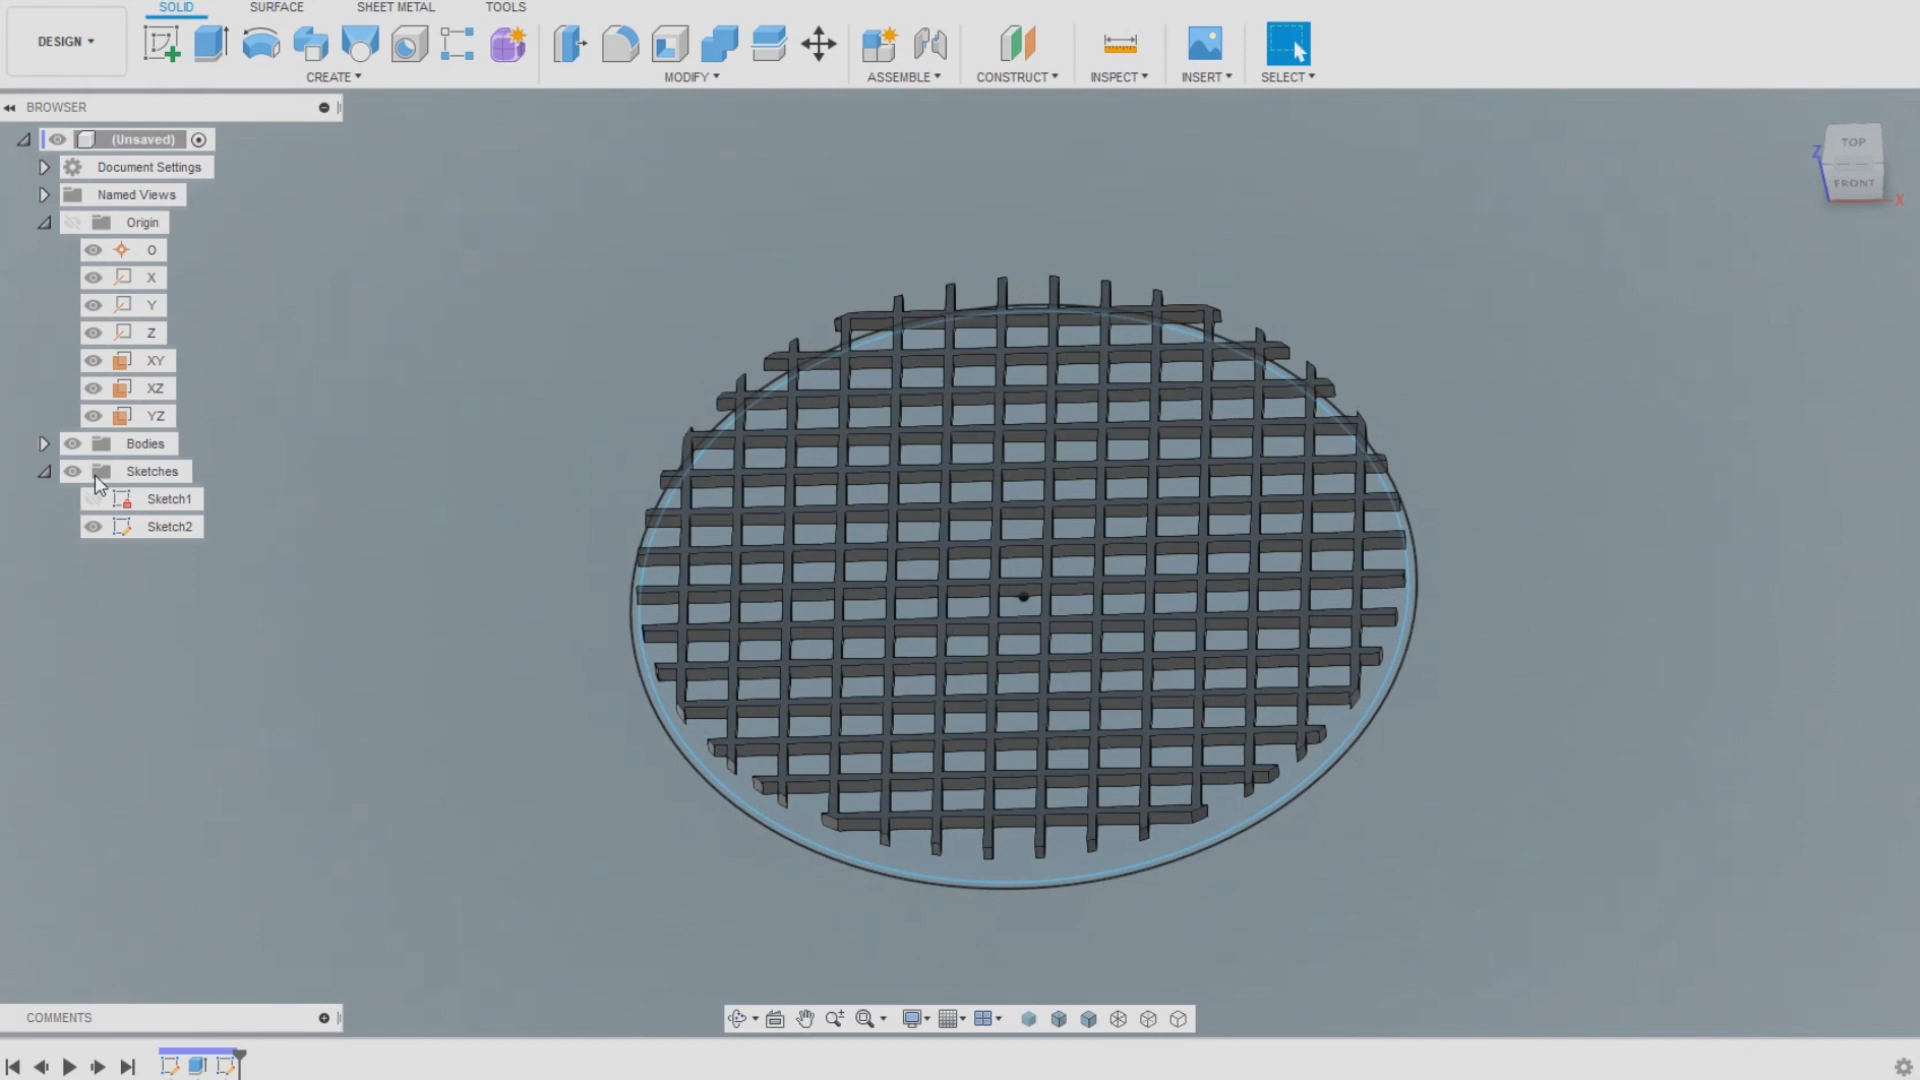 SOLID SURFACE SHEET METAL TOOLS
DESIGN
CREATE MODIFY ASSEMBLE CONSTRUCT INSPECT INSERT SELECT
BROWSER
(Unsaved)
Document Settings
Named Views
Origin
O
X
Y
Z
XY
XZ
YZ
Bodies
Sketches
Sketch1
Sketch2
TOP
Z
FRONT
X
COMMENTS